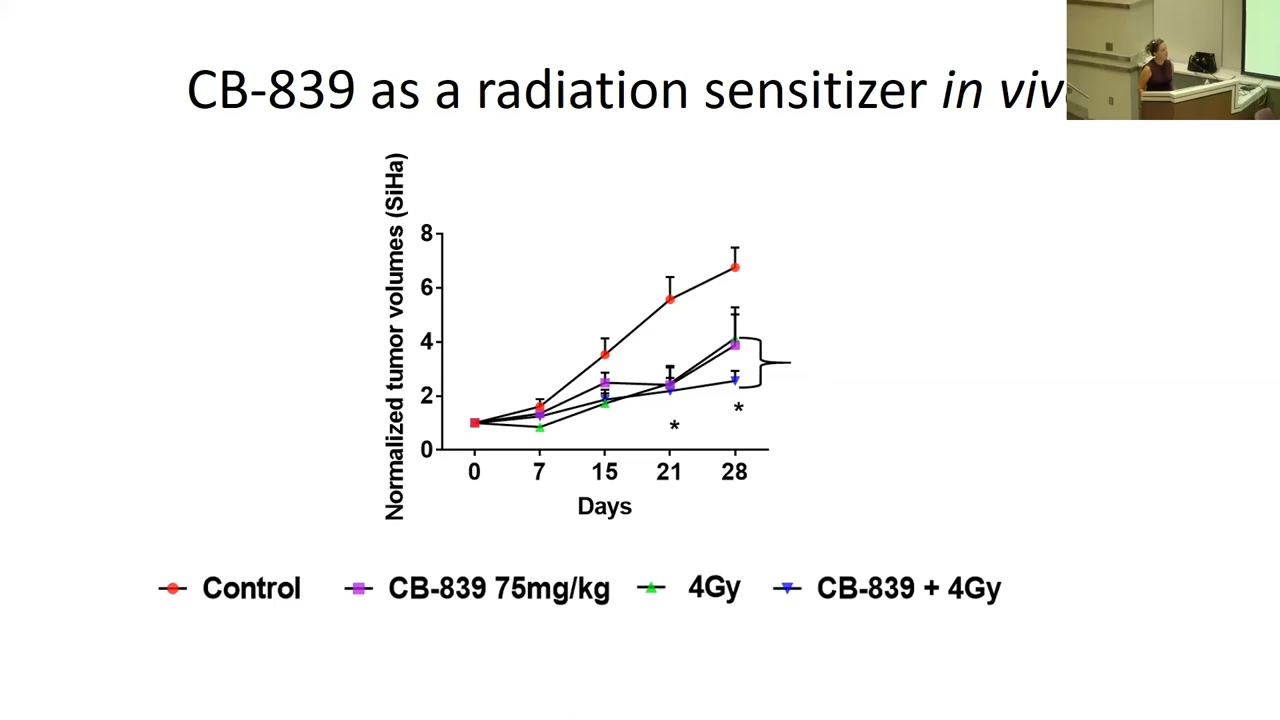 CB-839 as a radiation sensitizer in viv
Normalized tumor volumes (SiHa)
8
6
4
2
0
*
*
0 7 15 21 28
Days
Control CB-839 75mg/kg 4Gy CB-839 + 4Gy